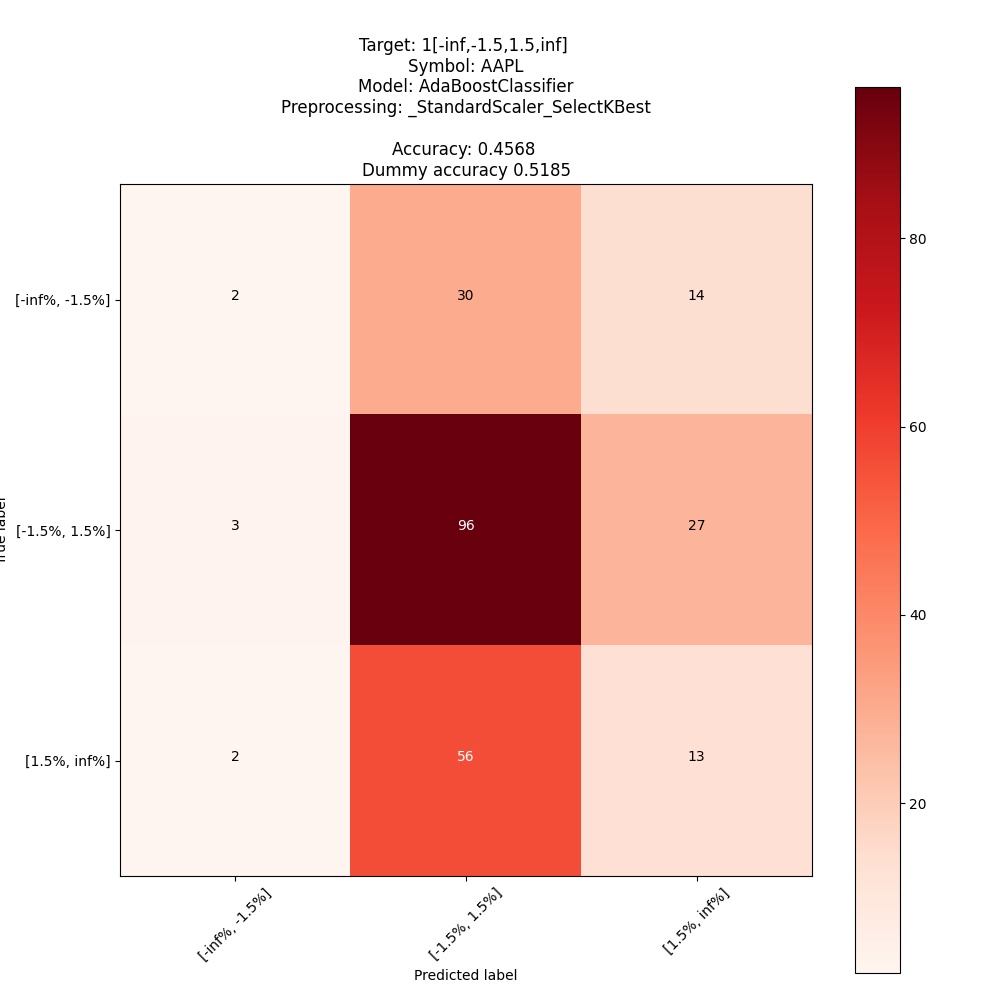 Target: 1[-inf,-1.5,1.5,inf]
Symbol: AAPL
Model: AdaBoostClassifier
Preprocessing: _StandardScaler_SelectKBest
Accuracy: 0.4568
Dummy accuracy 0.5185
[-inf%, -1.5%]
2
30
14
[-1.5%, 1.5%]
3
96
27
[1.5%, inf%]
2
56
13
[-inf%, -1.5%]
[-1.5%, 1.5%]
[1.5%, inf%]
Predicted label
80
60
40
20